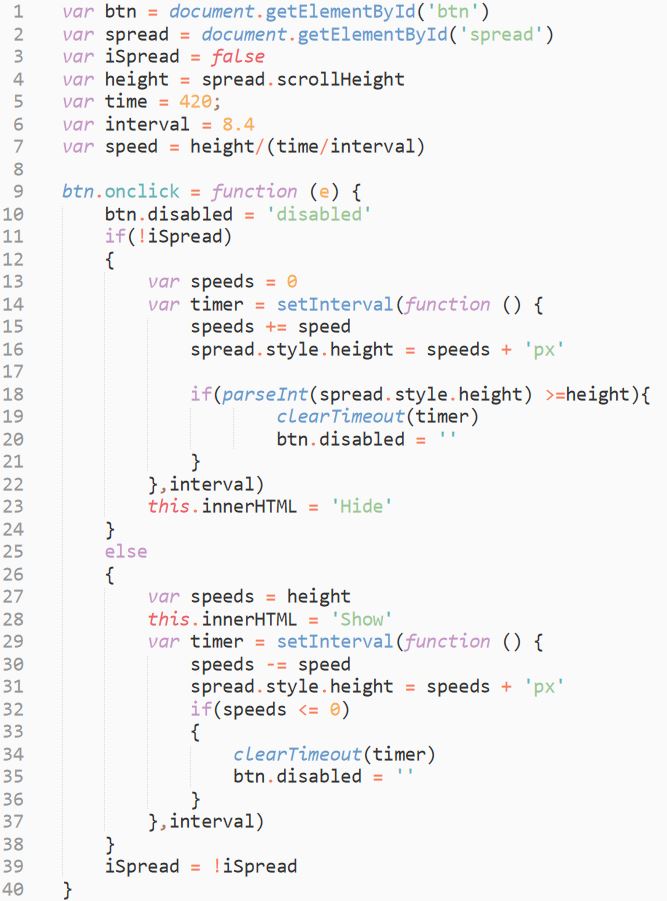 1 var btn = document.getElementById('btn')
2 var spread = document.getElementById('spread')
3 var iSpread = false
4 var height = spread.scrollHeight
5 var time = 420;
6 var interval = 8.4
7 var speed = height/(time/interval)
8
9 btn.onclick = function (e) {
10     btn.disabled = 'disabled'
11     if(!iSpread)
12     {
13         var speeds = 0
14         var timer = setInterval(function () {
15             speeds += speed
16             spread.style.height = speeds + 'px'
17
18             if(parseInt(spread.style.height) >=height){
19                     clearTimeout(timer)
20                     btn.disabled = ''
21             }
22         },interval)
23         this.innerHTML = 'Hide'
24     }
25     else
26     {
27         var speeds = height
28         this.innerHTML = 'Show'
29         var timer = setInterval(function () {
30             speeds -= speed
31             spread.style.height = speeds + 'px'
32             if(speeds <= 0)
33             {
34                 clearTimeout(timer)
35                 btn.disabled = ''
36             }
37         },interval)
38     }
39     iSpread = !iSpread
40 }